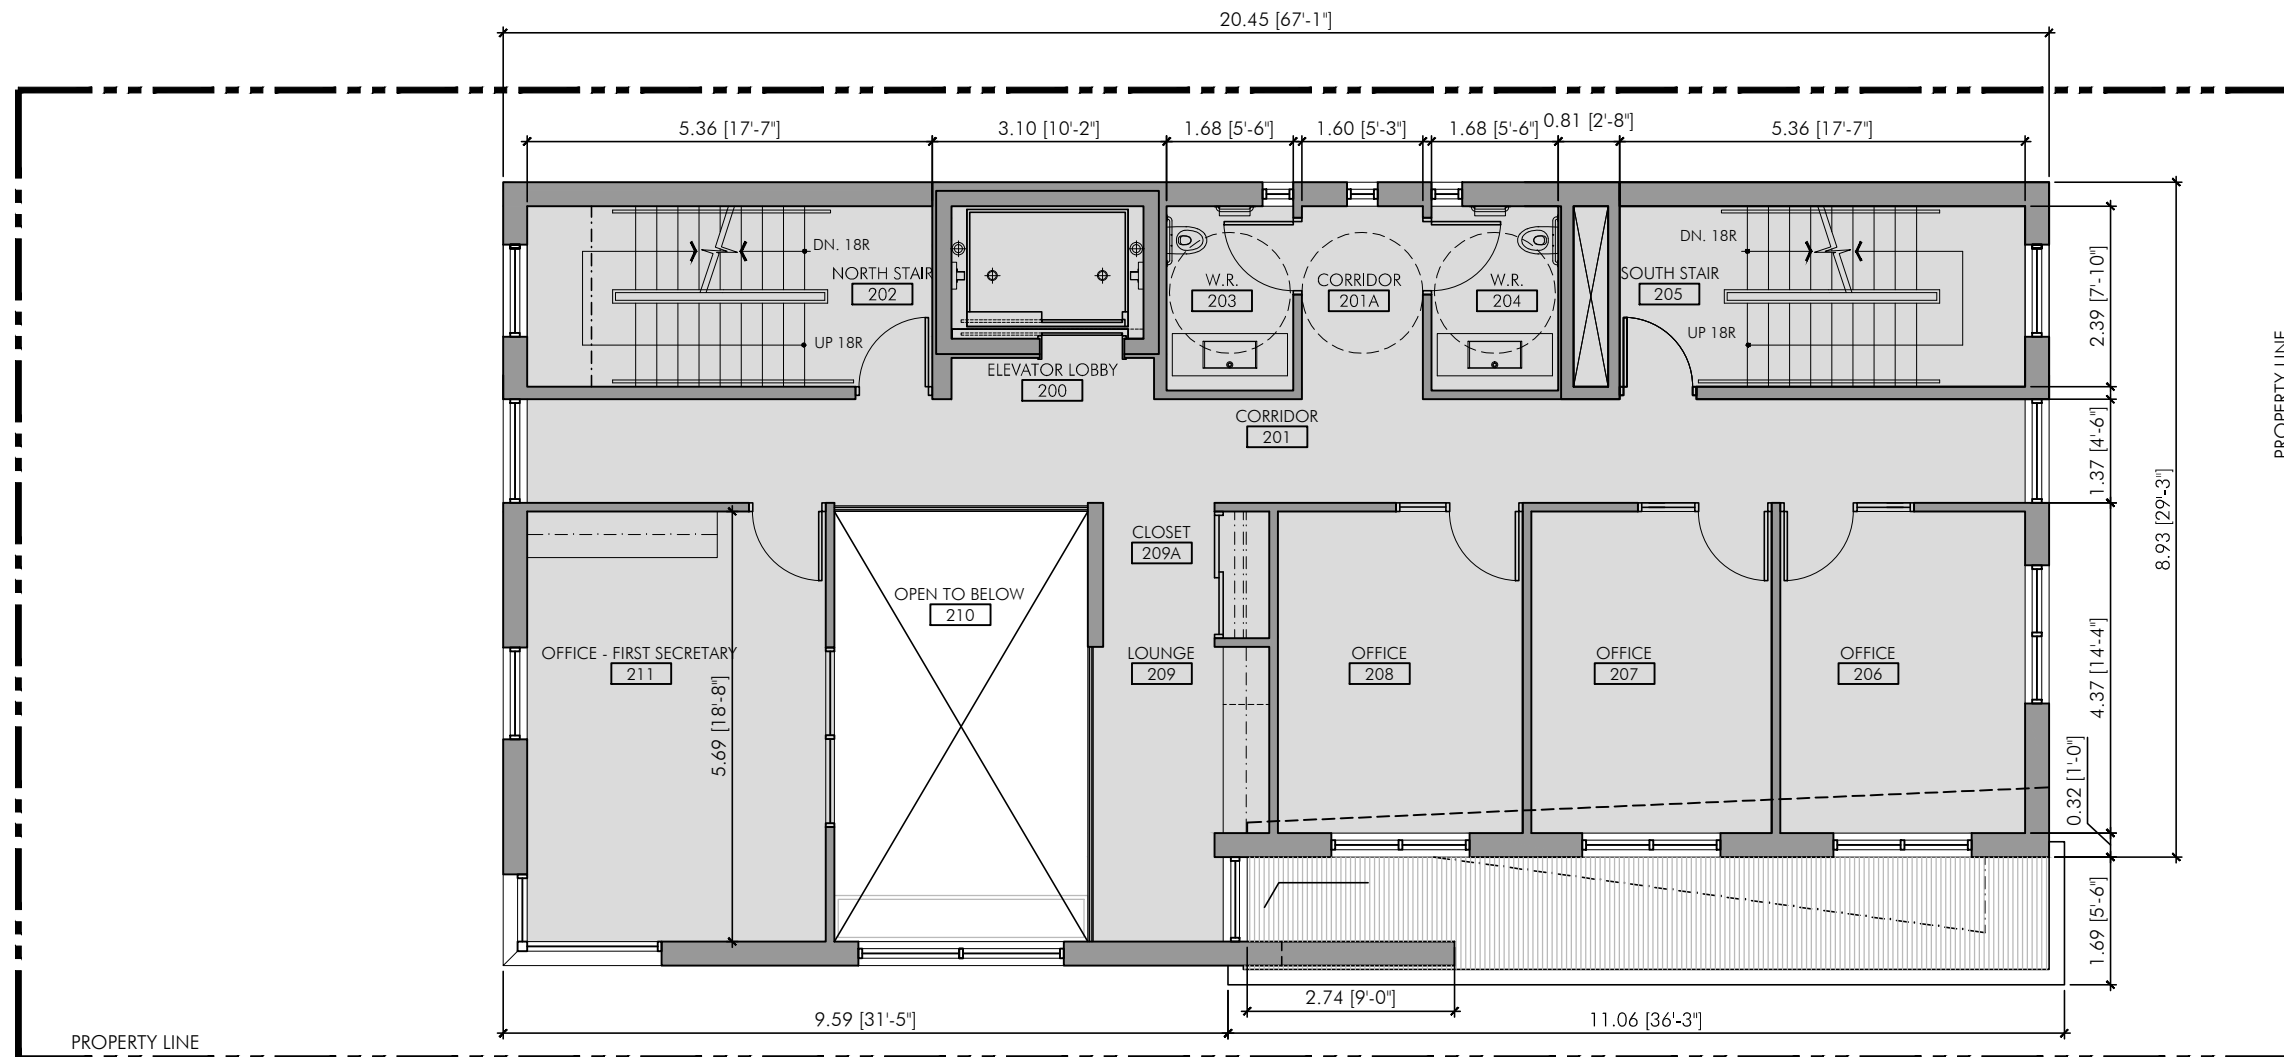 20.45 [67'-1"]
5.36 [17'-7"]
3.10 [10'-2"]
1.68 [5'-6"]
1.60 [5'-3"]
1.68 [5'-6"]
0.81 [2'-8"]
5.36 [17'-7"]
DN. 18R
NORTH STAIR
202
UP 18R
W.R.
203
CORRIDOR
201A
W.R.
204
DN. 18R
SOUTH STAIR
205
UP 18R
2.39 [7'-10"]
PROPERTY LINE
ELEVATOR LOBBY
200
CORRIDOR
201
1.37 [4'-6"]
8.93 [29'-3"]
CLOSET
209A
OPEN TO BELOW
210
OFFICE - FIRST SECRETARY
211
5.69 [18'-8"]
LOUNGE
209
OFFICE
208
OFFICE
207
OFFICE
206
4.37 [14'-4"]
0.32 [1'-0"]
1.69 [5'-6"]
2.74 [9'-0"]
9.59 [31'-5"]
11.06 [36'-3"]
PROPERTY LINE